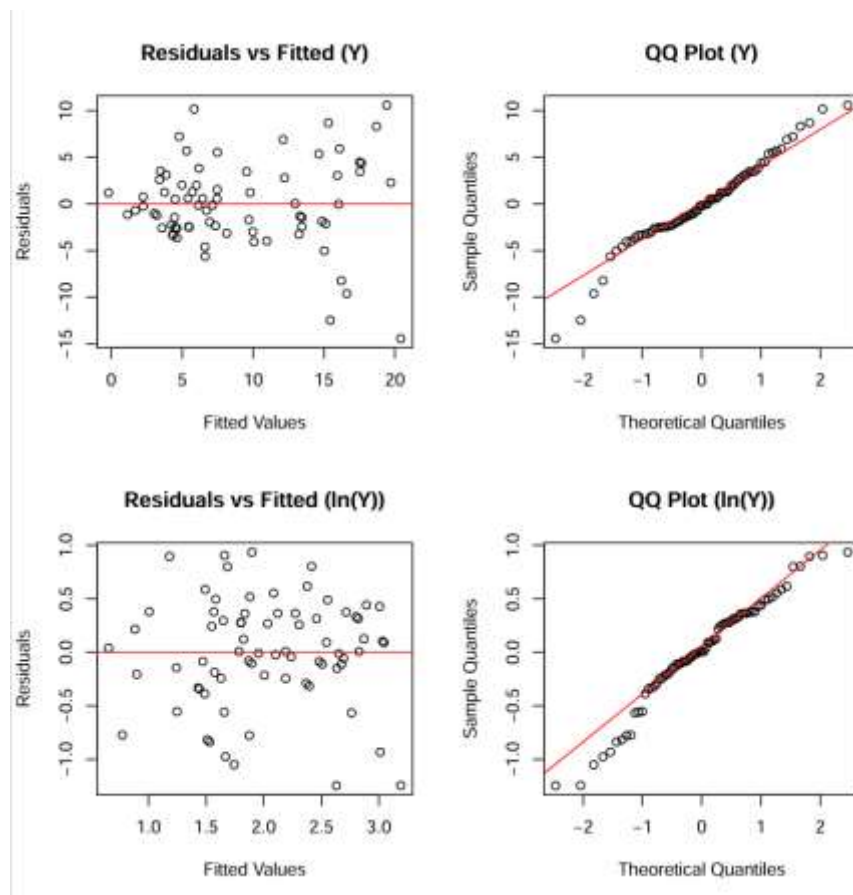 Residuals vs Fitted (Y)
Residuals
10
5
0
−5
−10
−15
0 5 10 15 20
Fitted Values
QQ Plot (Y)
Sample Quantiles
10
5
0
−5
−10
−15
−2 −1 0 1 2
Theoretical Quantiles
Residuals vs Fitted (ln(Y))
Residuals
1.0
0.5
0.0
−1.0
1.0 1.5 2.0 2.5 3.0
Fitted Values
QQ Plot (ln(Y))
Sample Quantiles
1.0
0.5
0.0
−1.0
−2 −1 0 1 2
Theoretical Quantiles